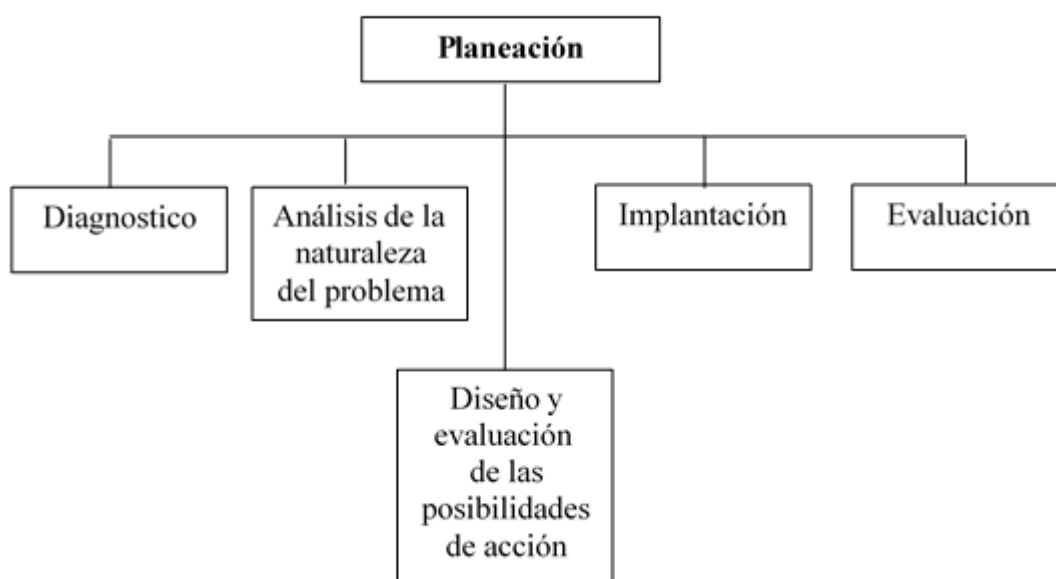 Planeación
Diagnostico
Análisis de la
naturaleza
del problema
Implantación
Evaluación
Diseño y
evaluación
de las
posibilidades
de acción